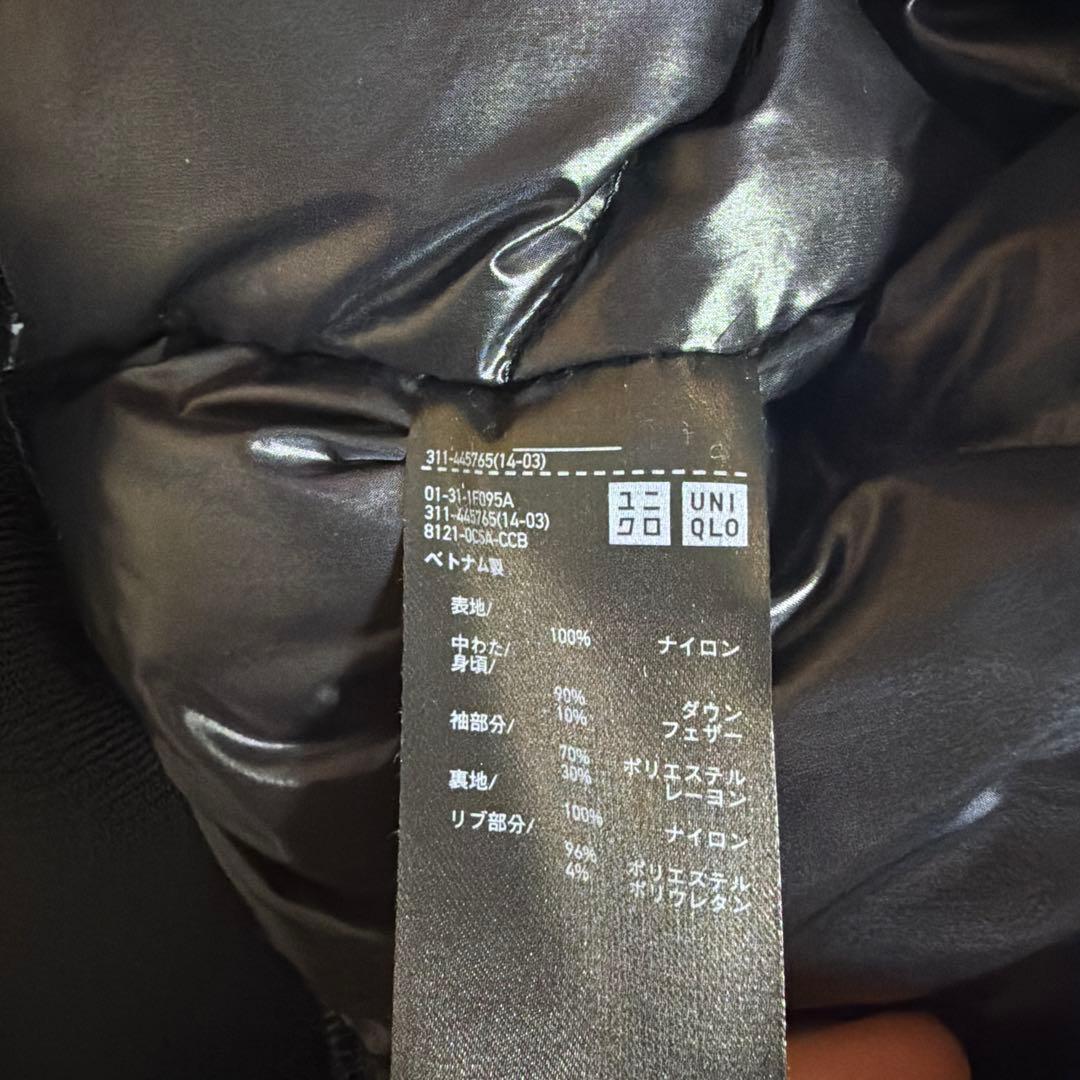 311-445765(14-03)
01-31-1F095A
311-445765(14-03)
8121-0C5A-CCB
ユニ
クロ
UNI
QLO
ベトナム製
表地/
100% ナイロン
中わた/
身頃/
90% ダウン
10% フェザー
袖部分/
70% ポリエステル
30% レーヨン
裏地/
100% ナイロン
リブ部分/
96% ポリエステル
4% ポリウレタン